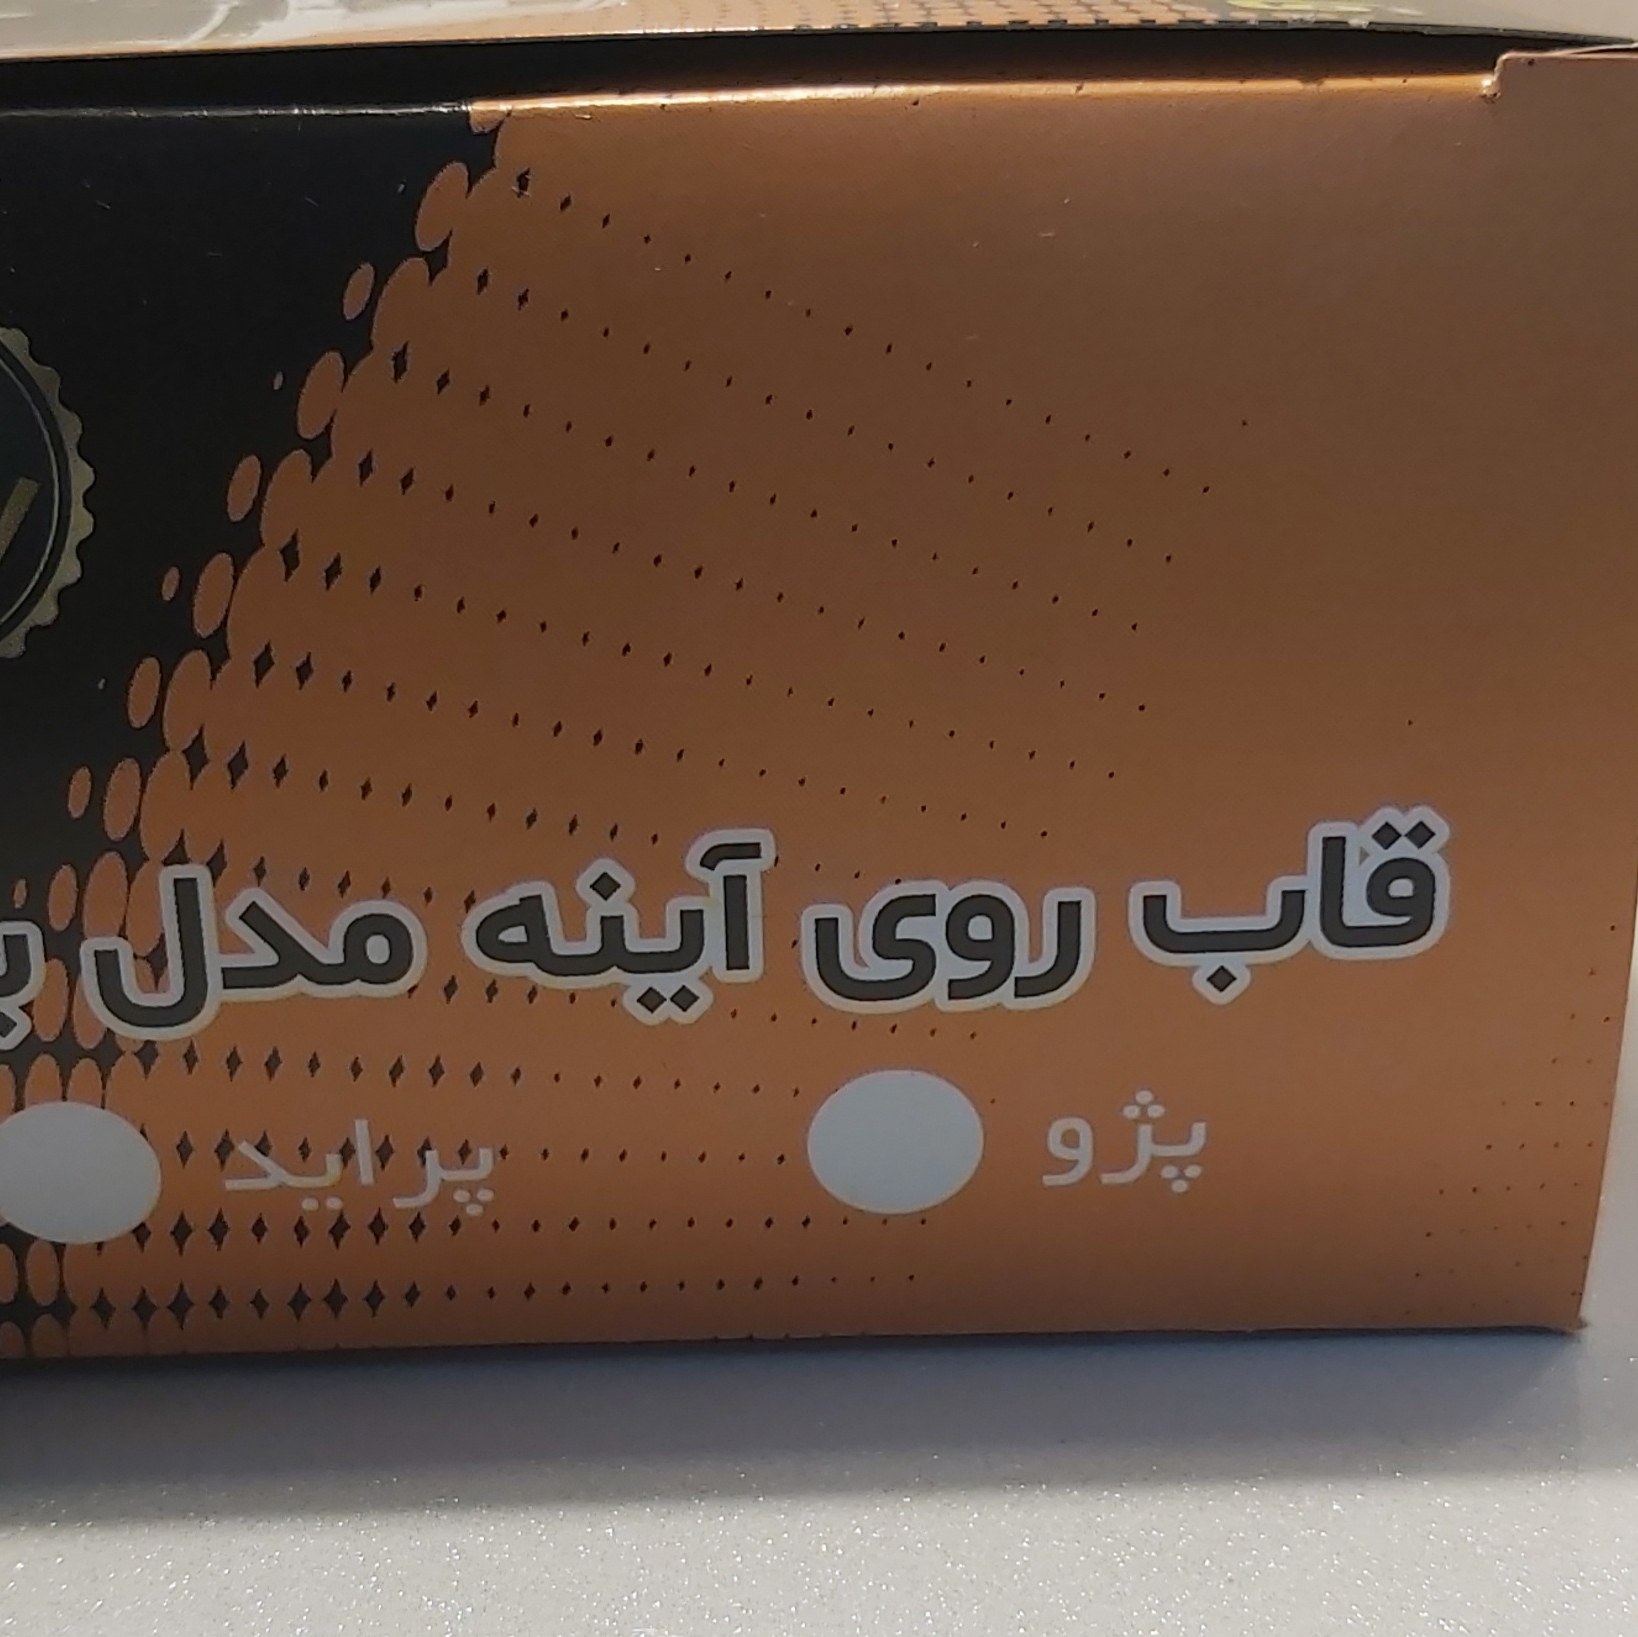 قاب روی آینه مدل
پژو
پراید